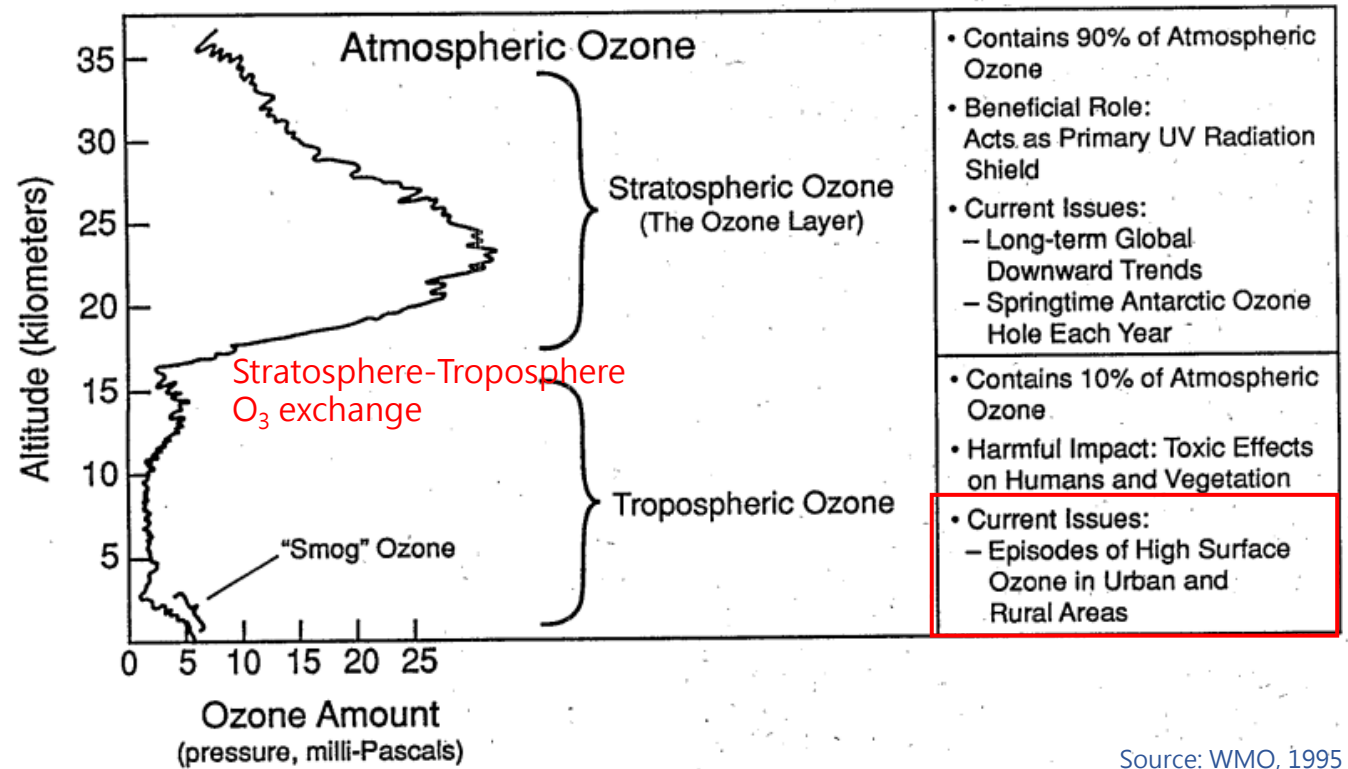 Atmospheric Ozone
35
30
25
20
15
10
5
Altitude (kilometers)
0
5
10
15
20
25
Ozone Amount
(pressure, milli-Pascals)
Stratospheric Ozone
(The Ozone Layer)
Stratosphere-Troposphere
O₃ exchange
Tropospheric Ozone
"Smog" Ozone
• Contains 90% of Atmospheric
Ozone
• Beneficial Role:
Acts as Primary UV Radiation
Shield
• Current Issues:
– Long-term Global
Downward Trends
– Springtime Antarctic Ozone
Hole Each Year
• Contains 10% of Atmospheric
Ozone
• Harmful Impact: Toxic Effects
on Humans and Vegetation
• Current Issues:
– Episodes of High Surface
Ozone in Urban and
Rural Areas
Source: WMO, 1995